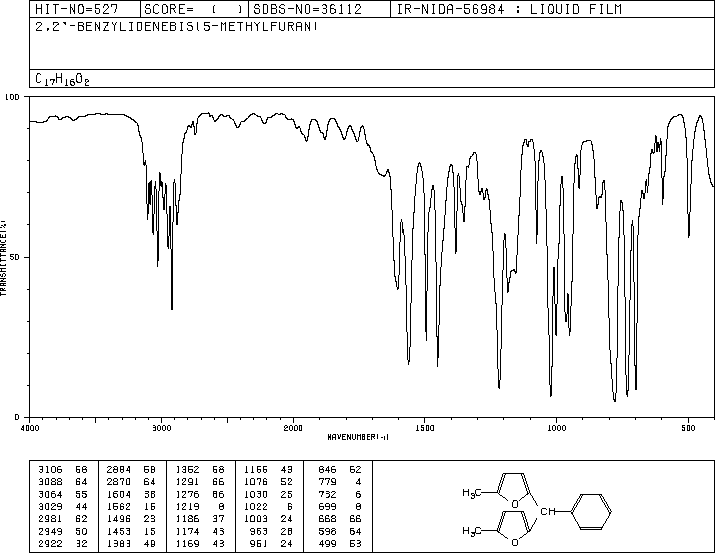 HIT-NO=527 SCORE= ( ) SDBS-NO=36112 IR-NIDA-56984 : LIQUID FILM
2,2'-BENZYLIDENEBIS(5-METHYLFURAN)
C17H16O2
100
50
0
TRANSMITTANCE(%)
4000 3000 2000 1500 1000 500
WAVENUMBER(-1)
3106 68 2884 58 1352 58 1155 43 846 62
3088 64 2870 64 1291 66 1076 52 779 4
3064 55 1604 38 1276 66 1030 25 732 6
3029 44 1562 16 1219 8 1022 6 699 8
2981 62 1496 23 1186 37 1003 24 668 66
2949 50 1453 15 1174 43 963 28 598 64
2922 32 1383 49 1169 43 951 24 499 53
H3C O
CH
H3C O